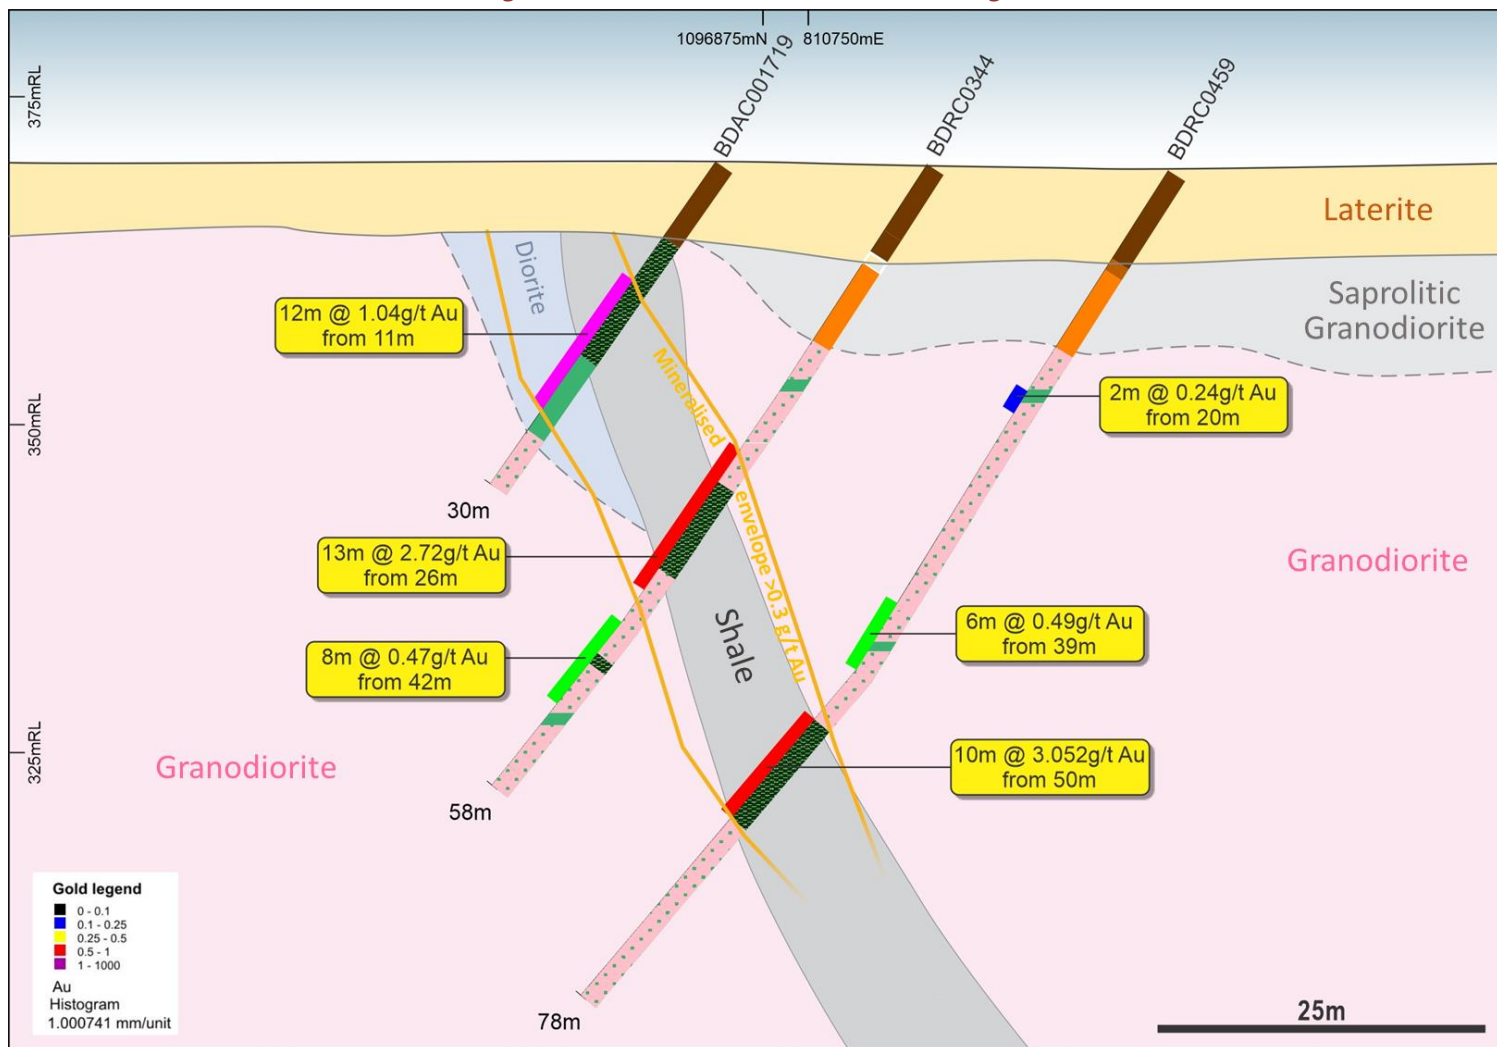 1096875mN
810750mE
BDAC001719
BDRC0344
BDRC0459
375mRL
350mRL
325mRL
Laterite
Saprolitic
Granodiorite
Diorite
12m @ 1.04g/t Au
from 11m
Mineralised
envelope >0.3 g/t Au
2m @ 0.24g/t Au
from 20m
30m
13m @ 2.72g/t Au
from 26m
Granodiorite
Shale
6m @ 0.49g/t Au
from 39m
8m @ 0.47g/t Au
from 42m
Granodiorite
10m @ 3.052g/t Au
from 50m
58m
78m
Gold legend
0 - 0.1
0.1 - 0.25
0.25 - 0.5
0.5 - 1
1 - 1000
Au
Histogram
1.000741 mm/unit
25m